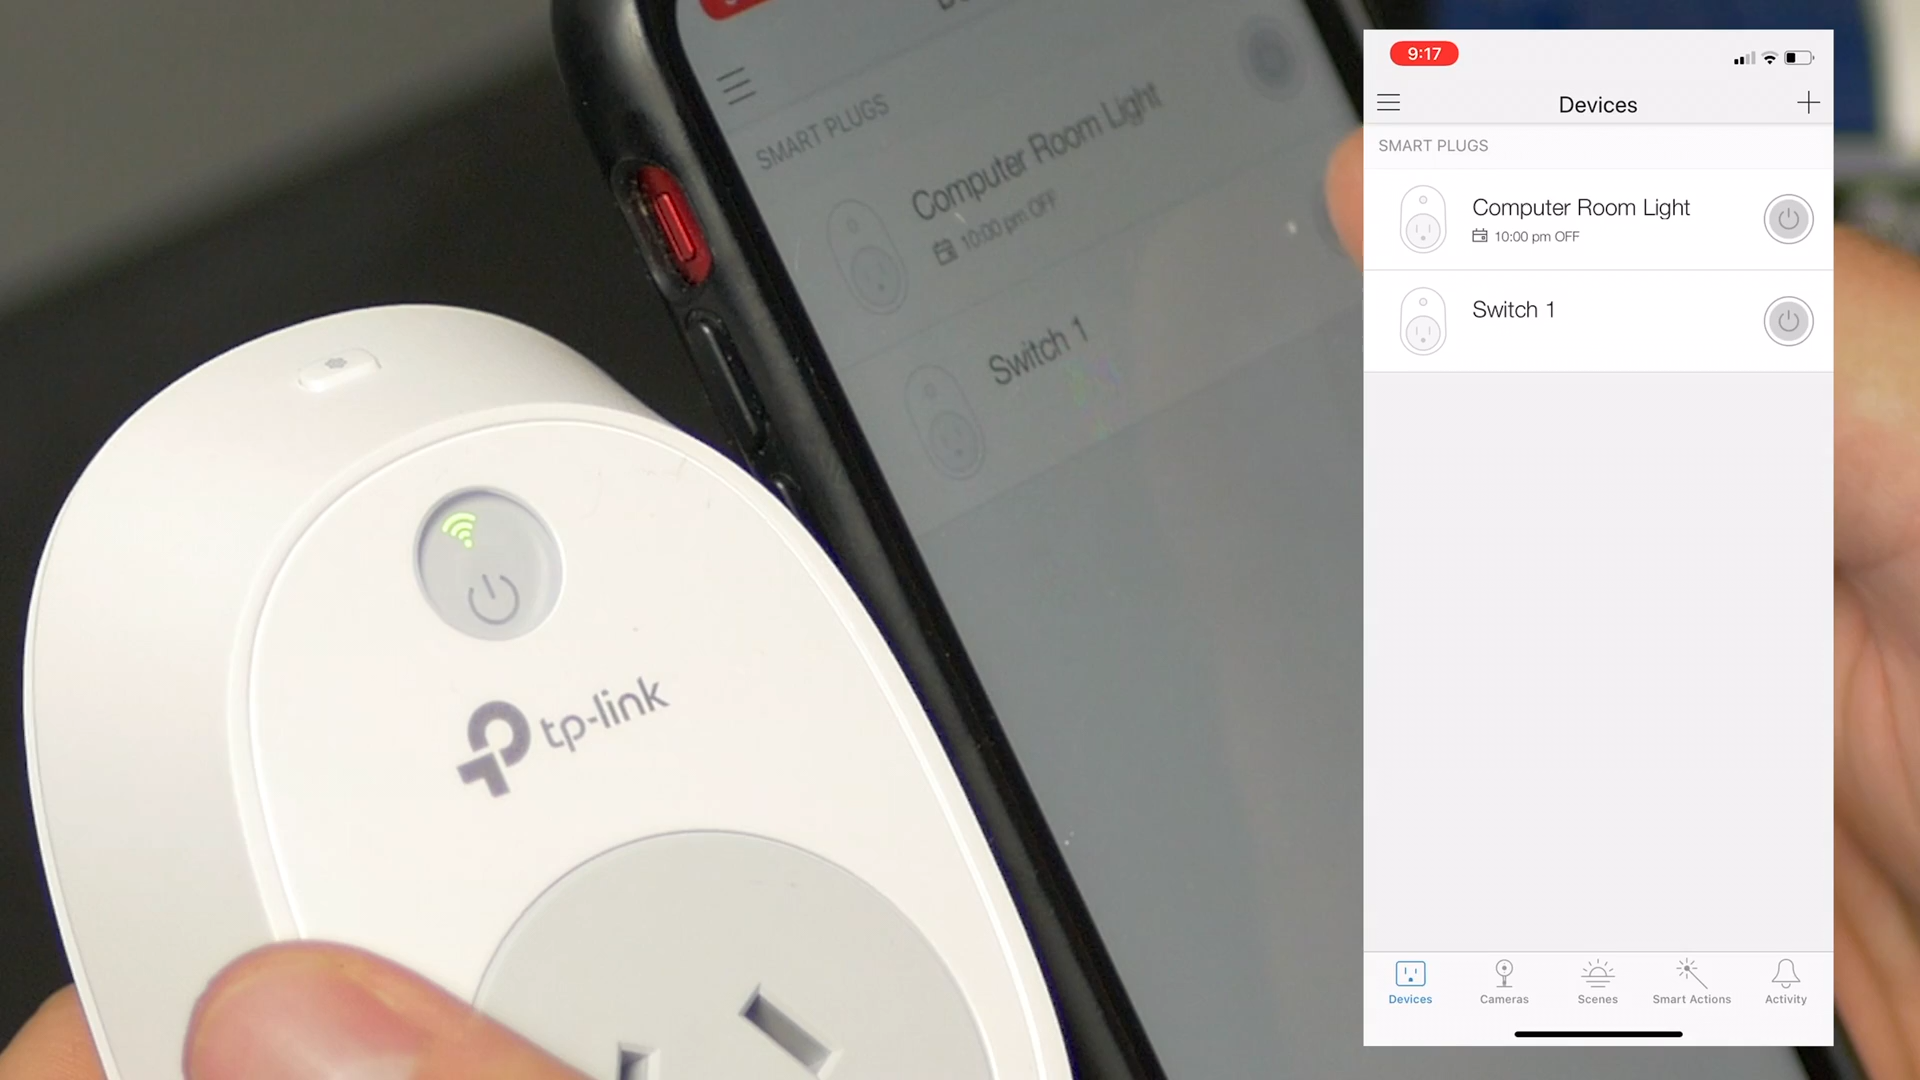 SMART PLUGS
Computer Room Light
10:00 pm OFF
Switch 1
tp-link
9:17
Devices
SMART PLUGS
Computer Room Light
10:00 pm OFF
Switch 1
Devices
Cameras
Scenes
Smart Actions
Activity